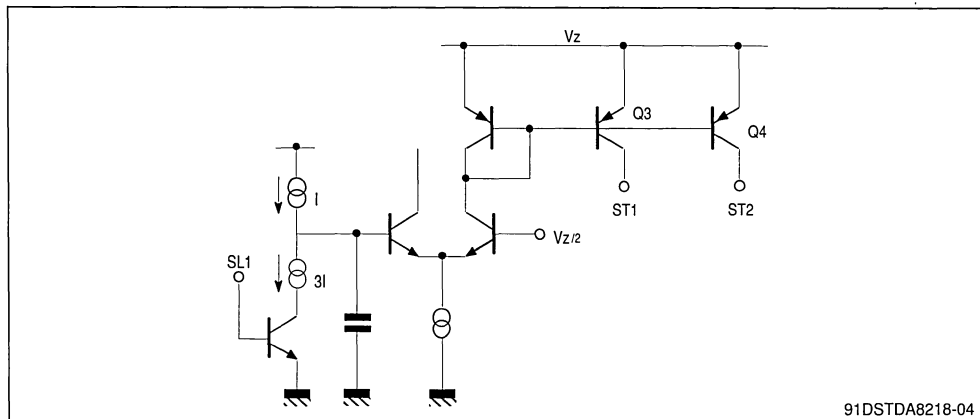 Vz
Q3
Q4
ST1
ST2
I
Vz/2
SL1
3I
91DSTDA8218-04